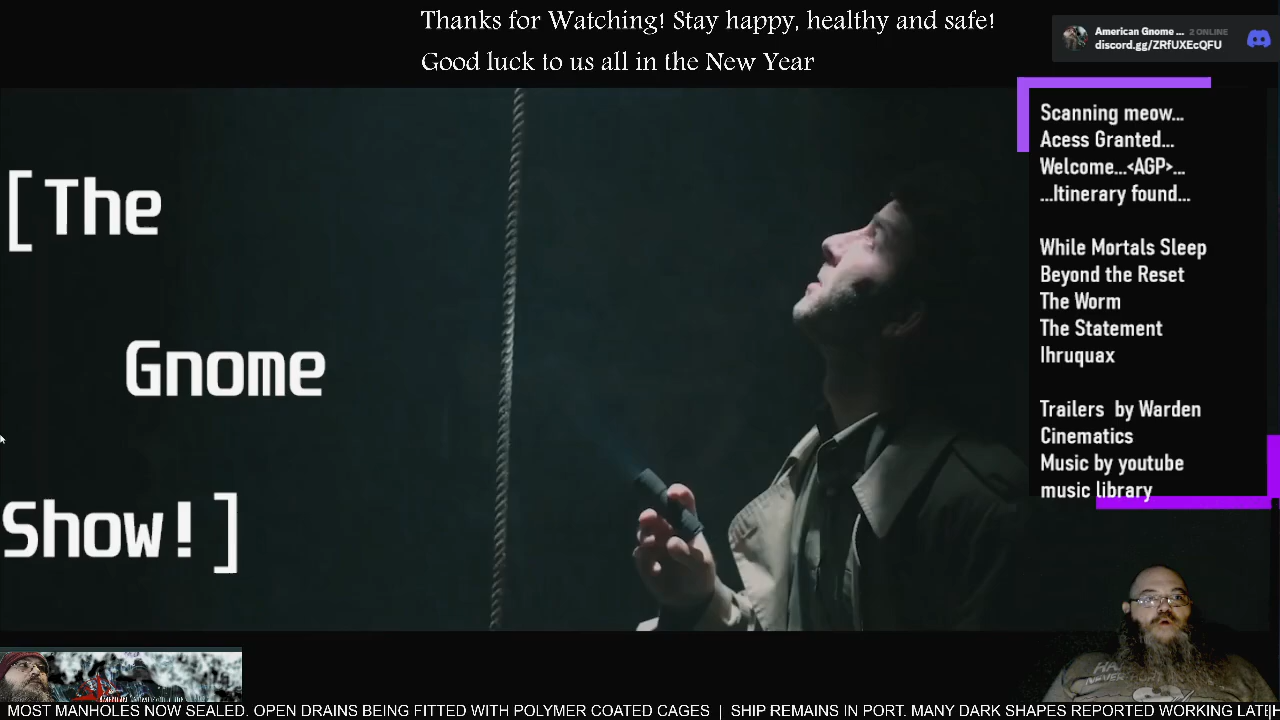 Thanks for Watching! Stay happy, healthy and safe!
Good luck to us all in the New Year
American Gnome ... 2 ONLINE
discord.gg/ZRfUXEcQFU
[The
Gnome
Show!]
Scanning meow...
Acess Granted...
Welcome...<AGP>...
...Itinerary found...
While Mortals Sleep
Beyond the Reset
The Worm
The Statement
Ihruquax
Trailers by Warden
Cinematics
Music by youtube
music library
MOST MANHOLES NOW SEALED. OPEN DRAINS BEING FITTED WITH POLYMER COATED CAGES | SHIP REMAINS IN PORT. MANY DARK SHAPES REPORTED WORKING LATE